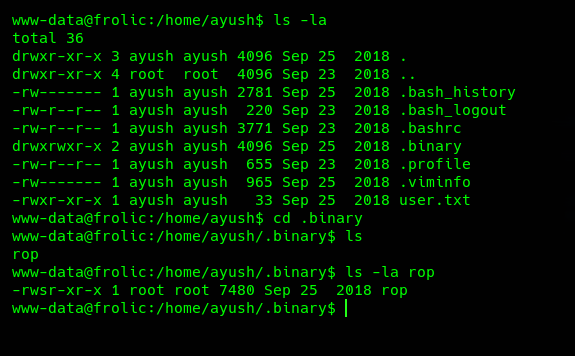 www-data@frolic:/home/ayush$ ls -la
total 36
drwxr-xr-x 3 ayush ayush 4096 Sep 25  2018 .
drwxr-xr-x 4 root  root  4096 Sep 23  2018 ..
-rw------- 1 ayush ayush 2781 Sep 25  2018 .bash_history
-rw-r--r-- 1 ayush ayush  220 Sep 23  2018 .bash_logout
-rw-r--r-- 1 ayush ayush 3771 Sep 23  2018 .bashrc
drwxrwxr-x 2 ayush ayush 4096 Sep 25  2018 .binary
-rw-r--r-- 1 ayush ayush  655 Sep 23  2018 .profile
-rw------- 1 ayush ayush  965 Sep 25  2018 .viminfo
-rwxr-xr-x 1 ayush ayush   33 Sep 25  2018 user.txt
www-data@frolic:/home/ayush$ cd .binary
www-data@frolic:/home/ayush/.binary$ ls
rop
www-data@frolic:/home/ayush/.binary$ ls -la rop
-rwsr-xr-x 1 root root 7480 Sep 25  2018 rop
www-data@frolic:/home/ayush/.binary$